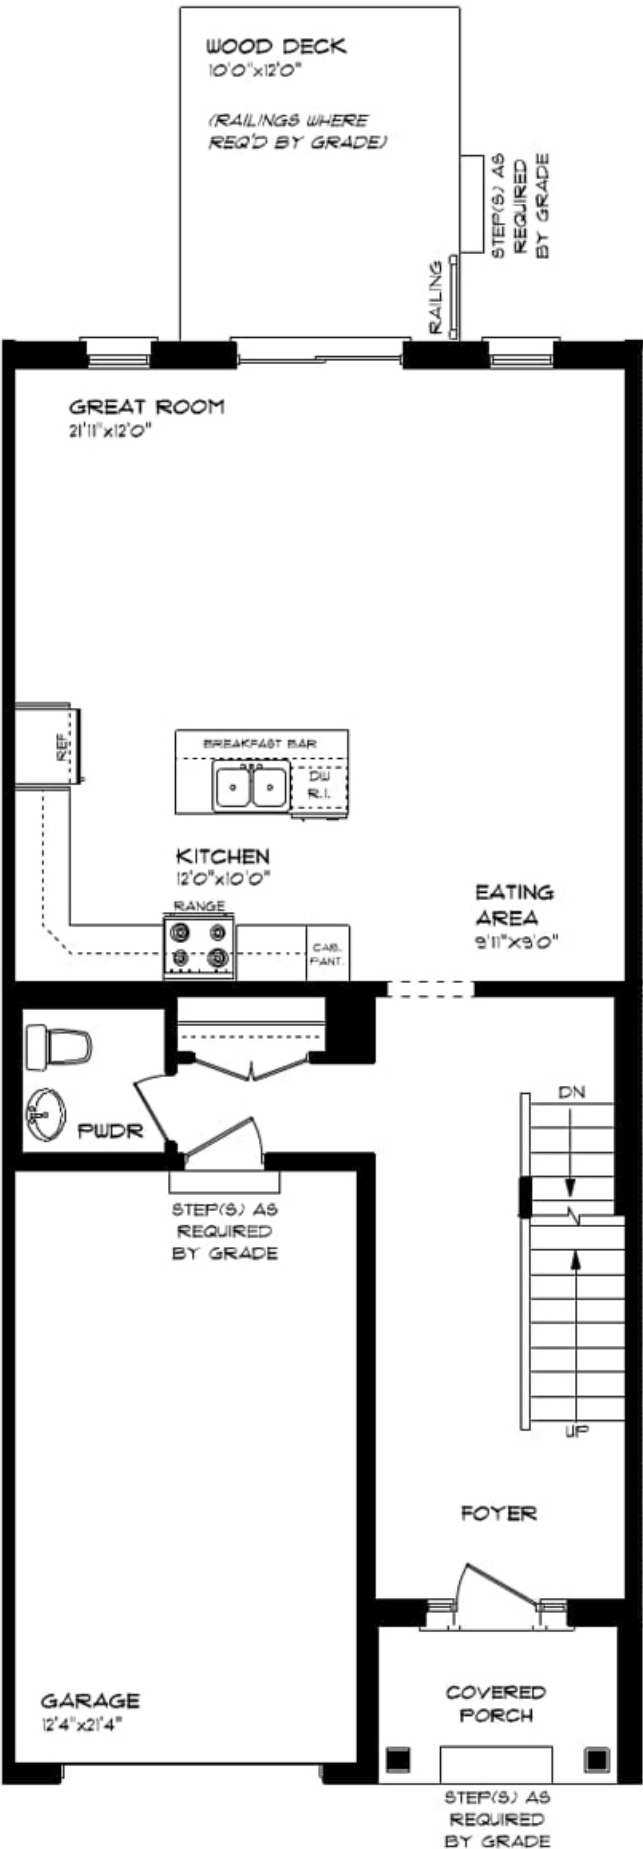 WOOD DECK
10'0"x12'0"
(RAILINGS WHERE
REQ'D BY GRADE)
STEP(S) AS
REQUIRED
BY GRADE
RAILING
GREAT ROOM
21'11"x12'0"
REF.
BREAKFAST BAR
DW
R.I.
KITCHEN
12'0"x10'0"
RANGE
CAB.
PANT.
EATING
AREA
9'11"x9'0"
PWDR
DN
STEP(S) AS
REQUIRED
BY GRADE
UP
FOYER
GARAGE
12'4"x21'4"
COVERED
PORCH
STEP(S) AS
REQUIRED
BY GRADE